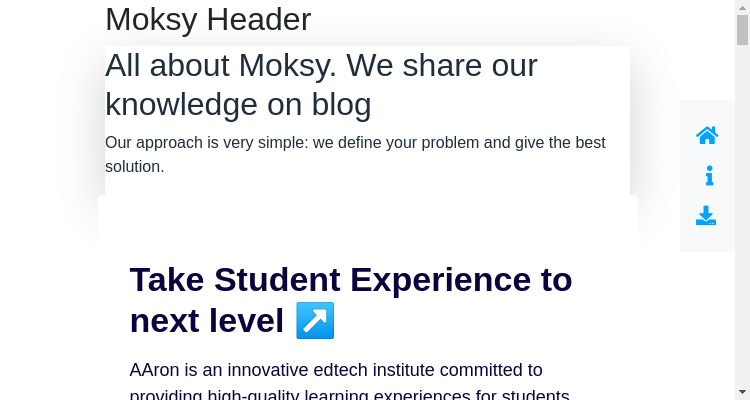 Moksy Header
All about Moksy. We share our
knowledge on blog
Our approach is very simple: we define your problem and give the best
solution.
Take Student Experience to
next level ↗️
AAron is an innovative edtech institute committed to
providing high-quality learning experiences for students